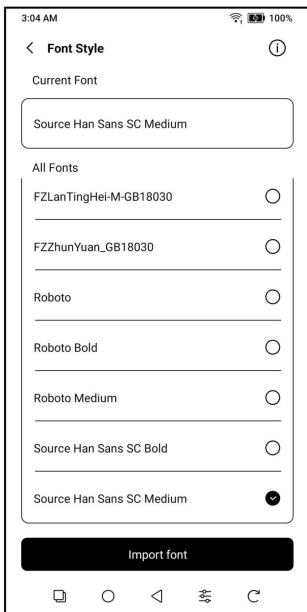 3:04 AM 100%
Font Style
Current Font
Source Han Sans SC Medium
All Fonts
FZLanTingHei-M-GB18030
FZZhunYuan_GB18030
Roboto
Roboto Bold
Roboto Medium
Source Han Sans SC Bold
Source Han Sans SC Medium
Import font